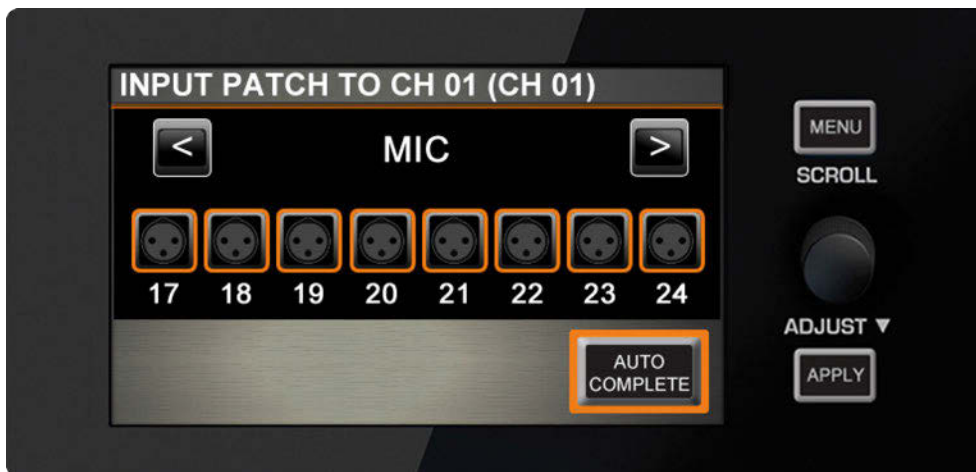 INPUT PATCH TO CH 01 (CH 01)
< MIC >
17 18 19 20 21 22 23 24
AUTO
COMPLETE
MENU
SCROLL
ADJUST ▼
APPLY